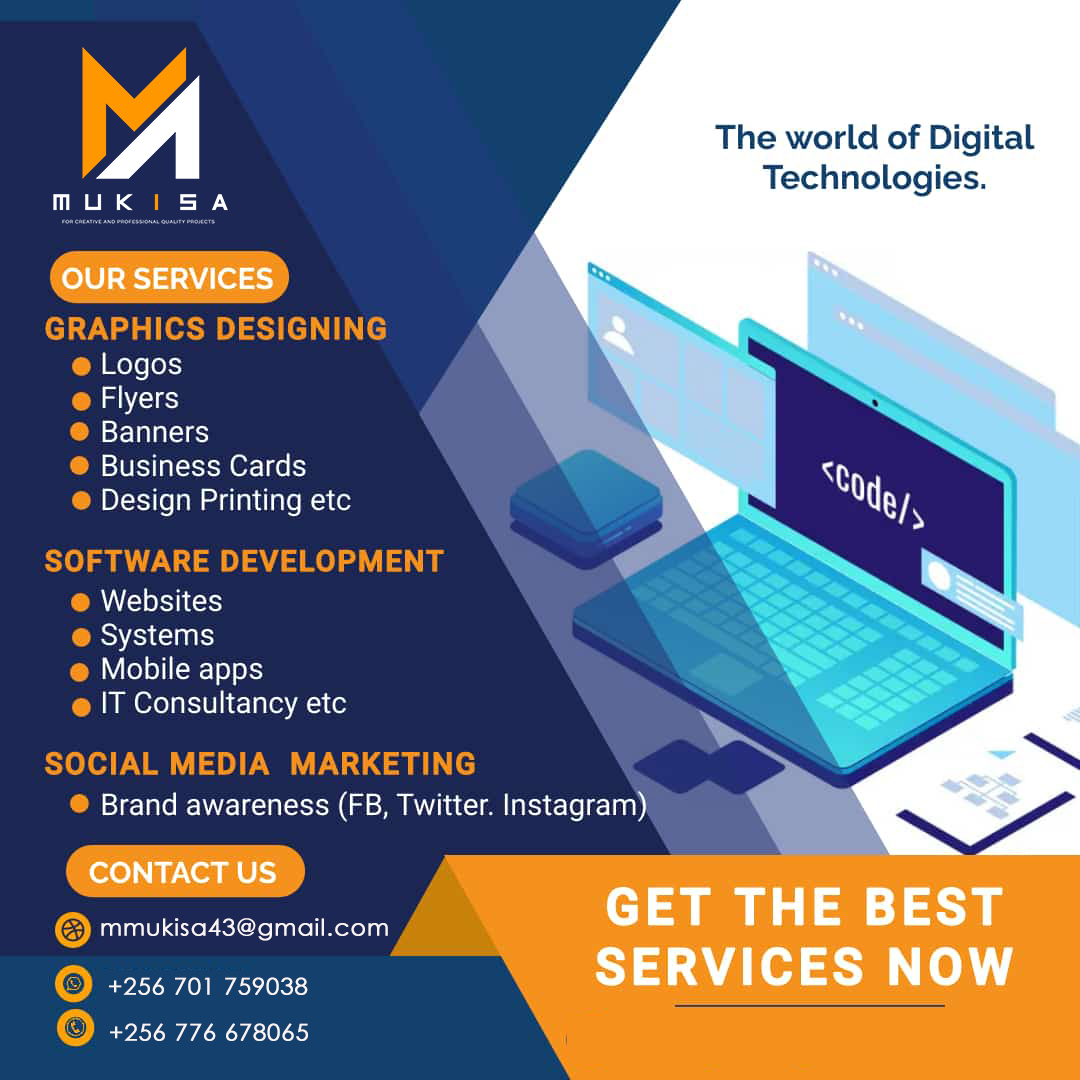 MUKISA
FOR CREATIVE AND PROFESSIONAL QUALITY PROJECTS
The world of Digital
Technologies.
OUR SERVICES
GRAPHICS DESIGNING
Logos
Flyers
Banners
Business Cards
Design Printing etc
SOFTWARE DEVELOPMENT
Websites
Systems
Mobile apps
IT Consultancy etc
SOCIAL MEDIA MARKETING
Brand awareness (FB, Twitter. Instagram)
<code/>
CONTACT US
mmukisa43@gmail.com
+256 701 759038
+256 776 678065
GET THE BEST
SERVICES NOW